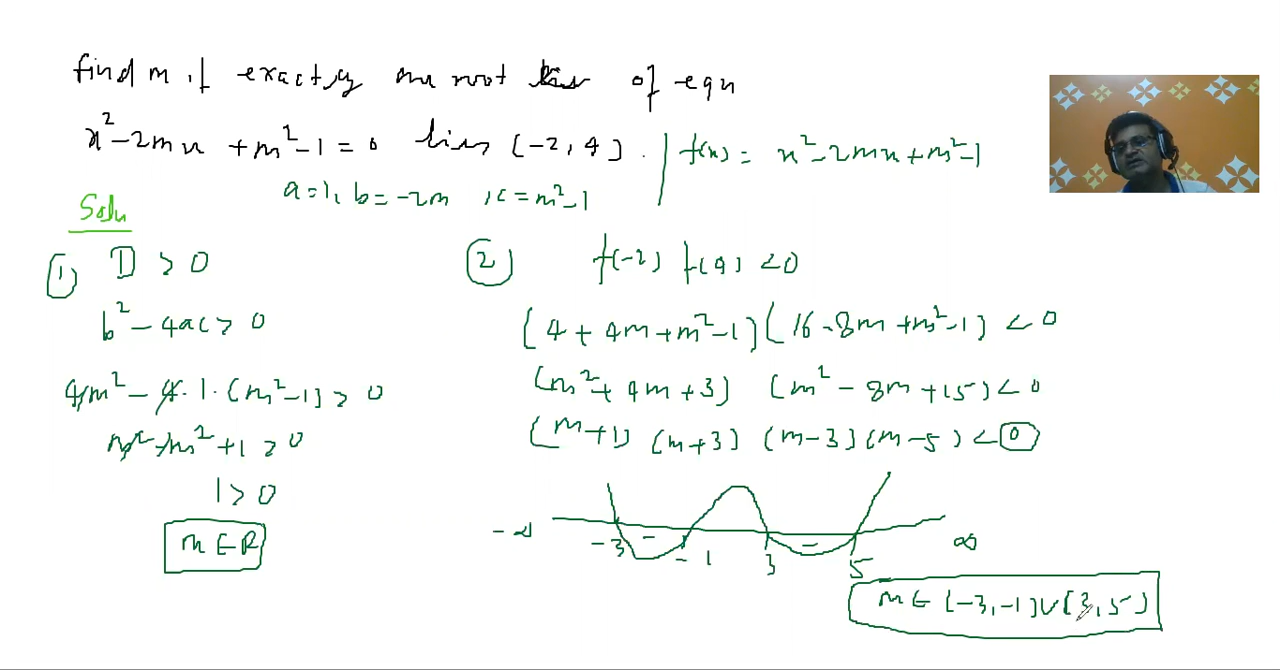 find m if exactly one root of eqn
x² - 2mx + m² - 1 = 0 lies (-2, 4) . | f(x) = x² - 2mx + m² - 1
a = 1, b = -2m , c = m² - 1
Soln
① D > 0
b² - 4ac > 0
4m² - 4 · 1 · (m² - 1) > 0
m² - m² + 1 > 0
1 > 0
m ∈ R
② f(-2) f(4) < 0
(4 + 4m + m² - 1) (16 - 8m + m² - 1) < 0
(m² + 4m + 3) (m² - 8m + 15) < 0
(m + 1) (m + 3) (m - 3) (m - 5) < 0
-∞ -3 - -1 3 - 5 ∞
m ∈ (-3, -1) ∪ (3, 5)